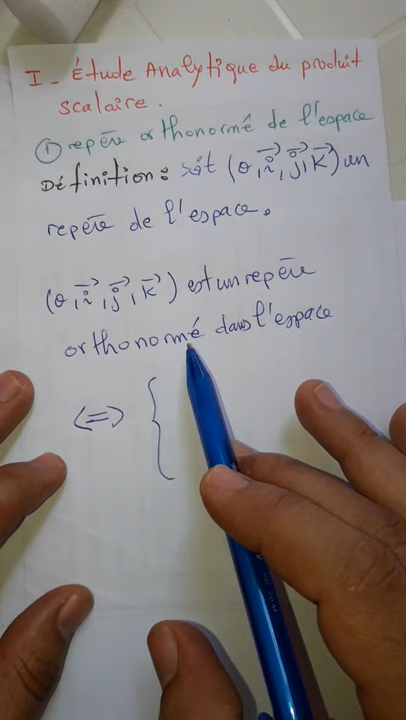 I - Étude Analytique du produit
scalaire.
① repère orthonormé de l'espace
Définition: soit (o, i⃗, j⃗, k⃗) un
repère de l'espace.
(o, i⃗, j⃗, k⃗) est un repère
orthonormé dans l'espace
<=> {